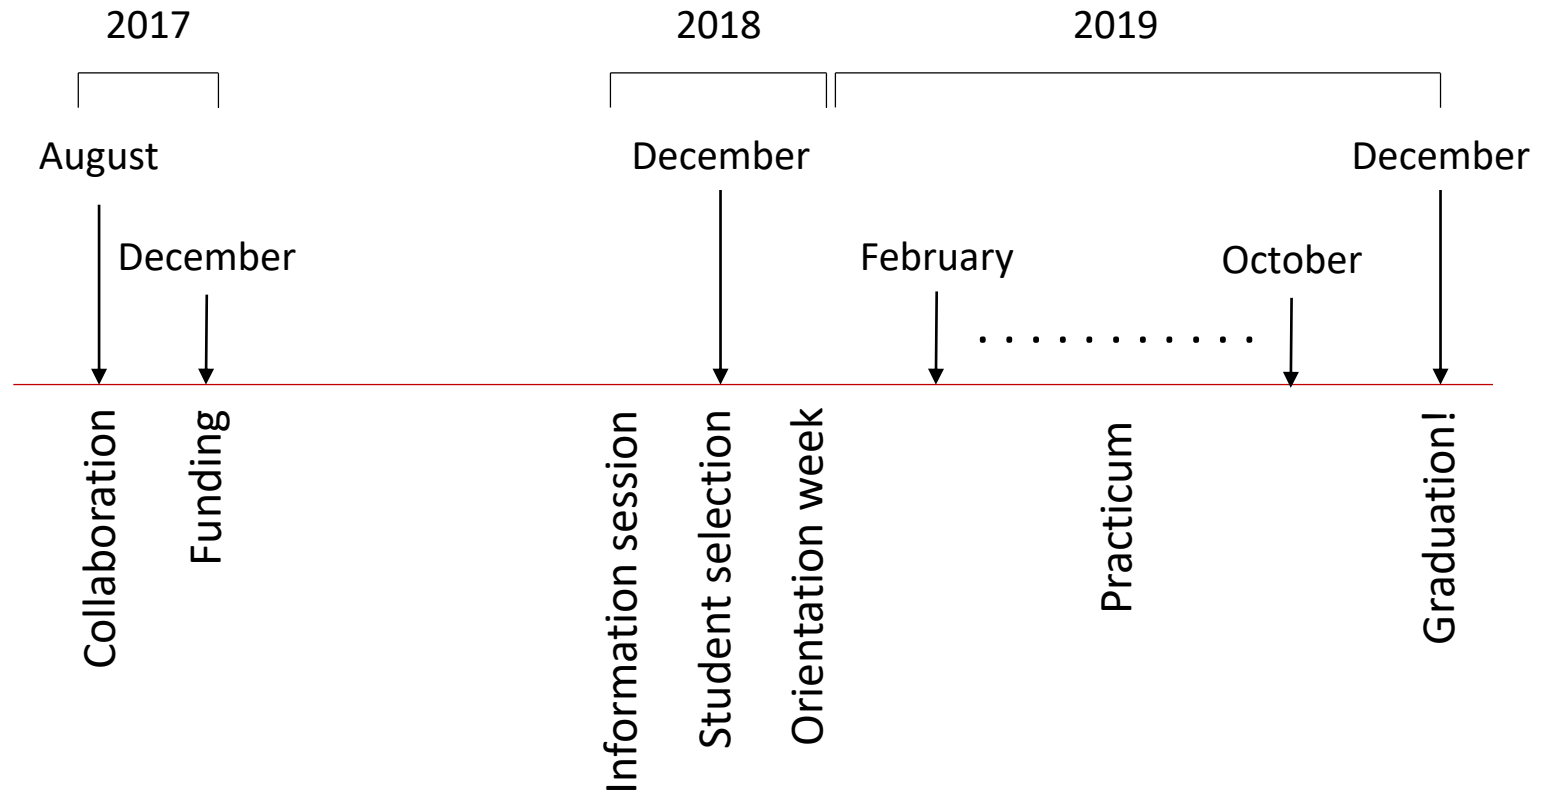 2017
2018
2019
August
December
December
December
February
October
Collaboration
Funding
Information session
Student selection
Orientation week
Practicum
Graduation!